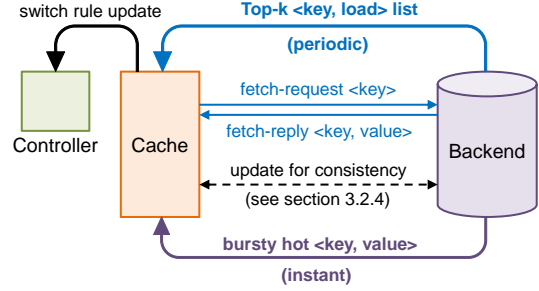 switch rule update
Top-k <key, load> list
(periodic)
fetch-request <key>
fetch-reply <key, value>
Controller
Cache
Backend
update for consistency
(see section 3.2.4)
bursty hot <key, value>
(instant)